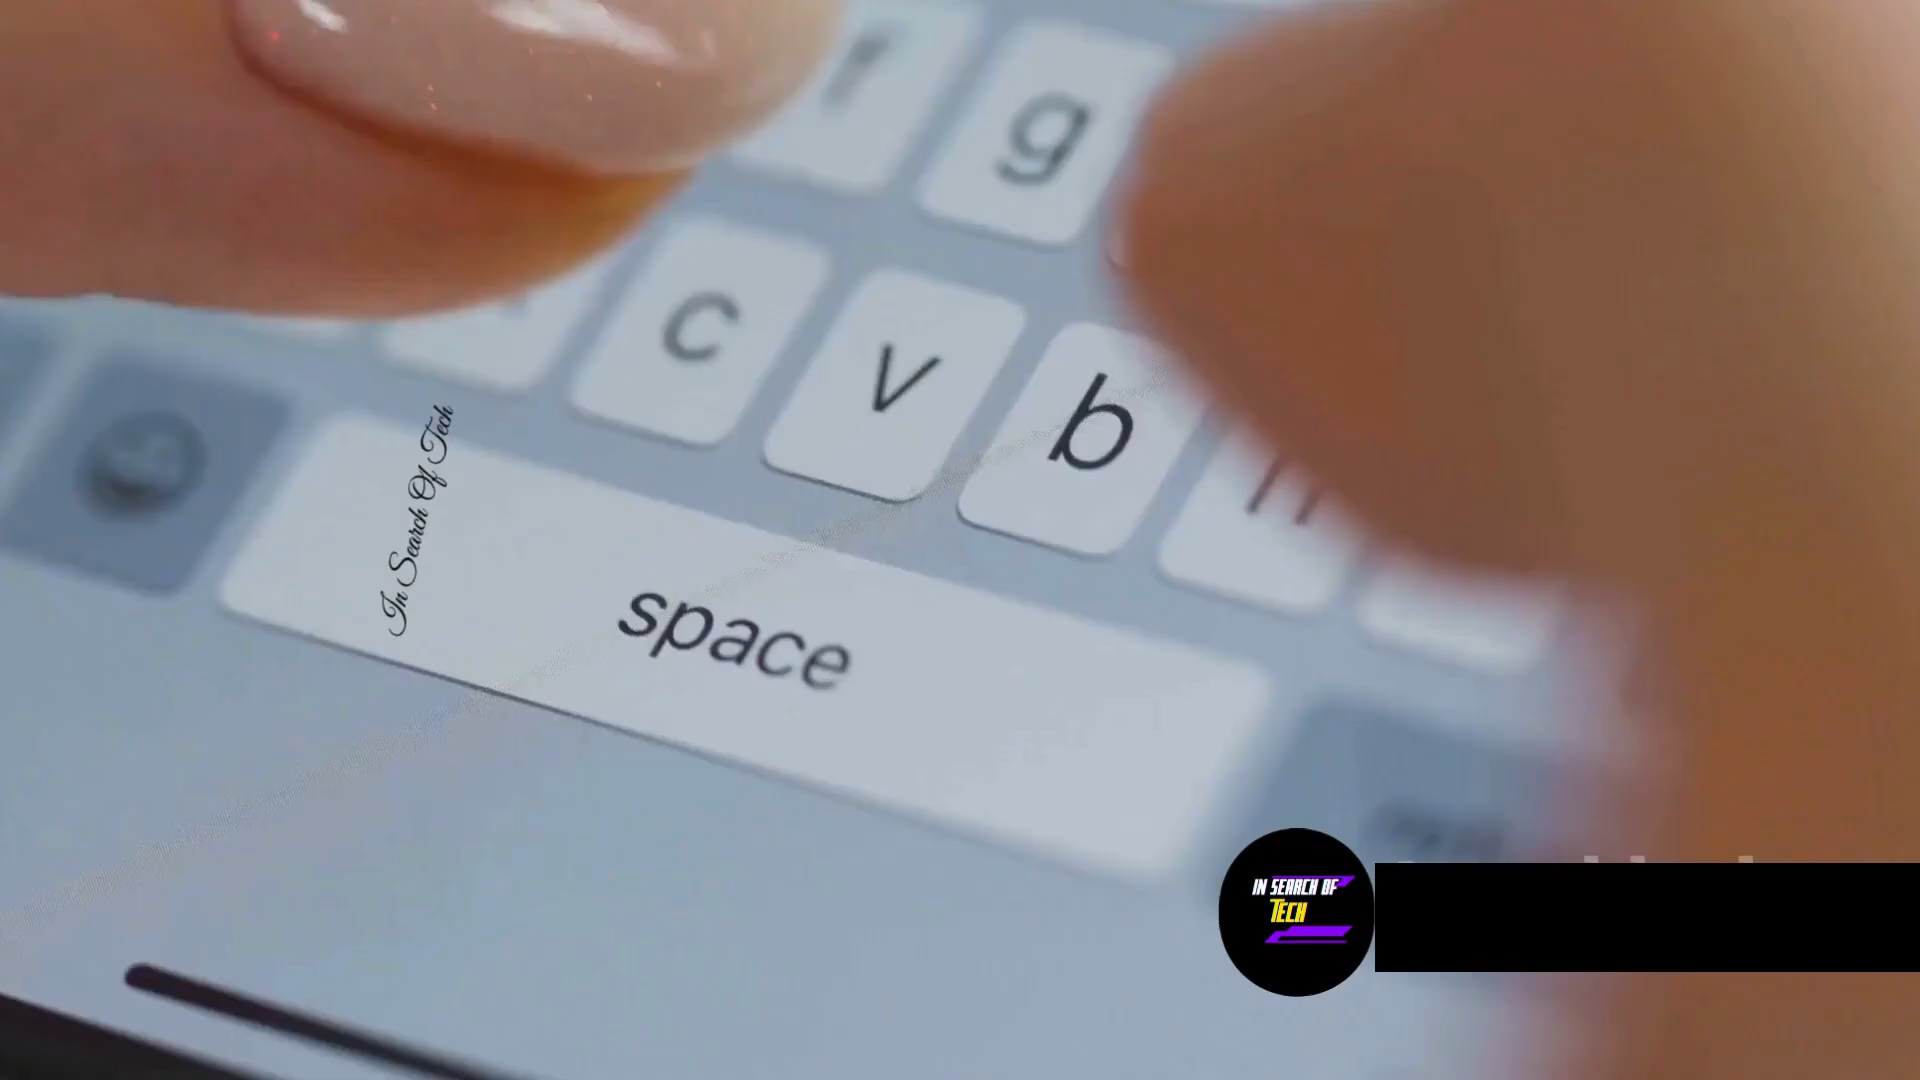 f
g
c
v
b
n
space
In Search Of Tech
IN SEARCH OF
TECH